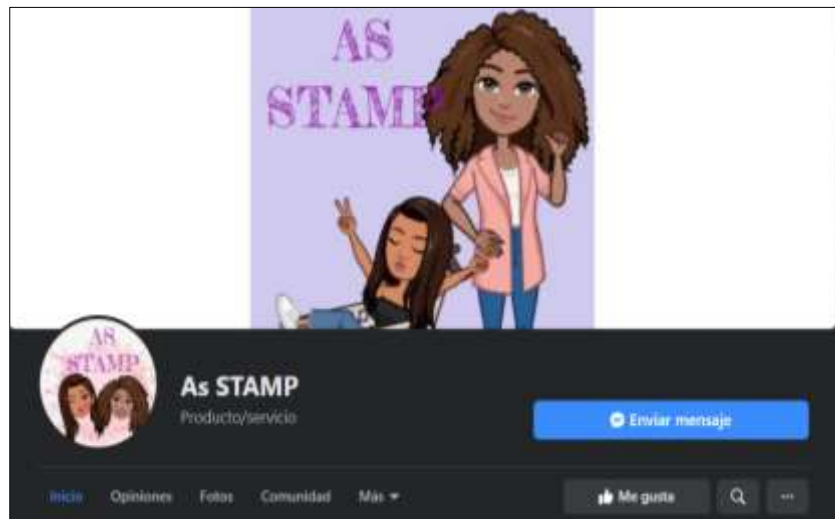 AS
STAMP
AS
STAMP
As STAMP
Producto/servicio
Enviar mensaje
Inicio Opiniones Fotos Comunidad Más
Me gusta